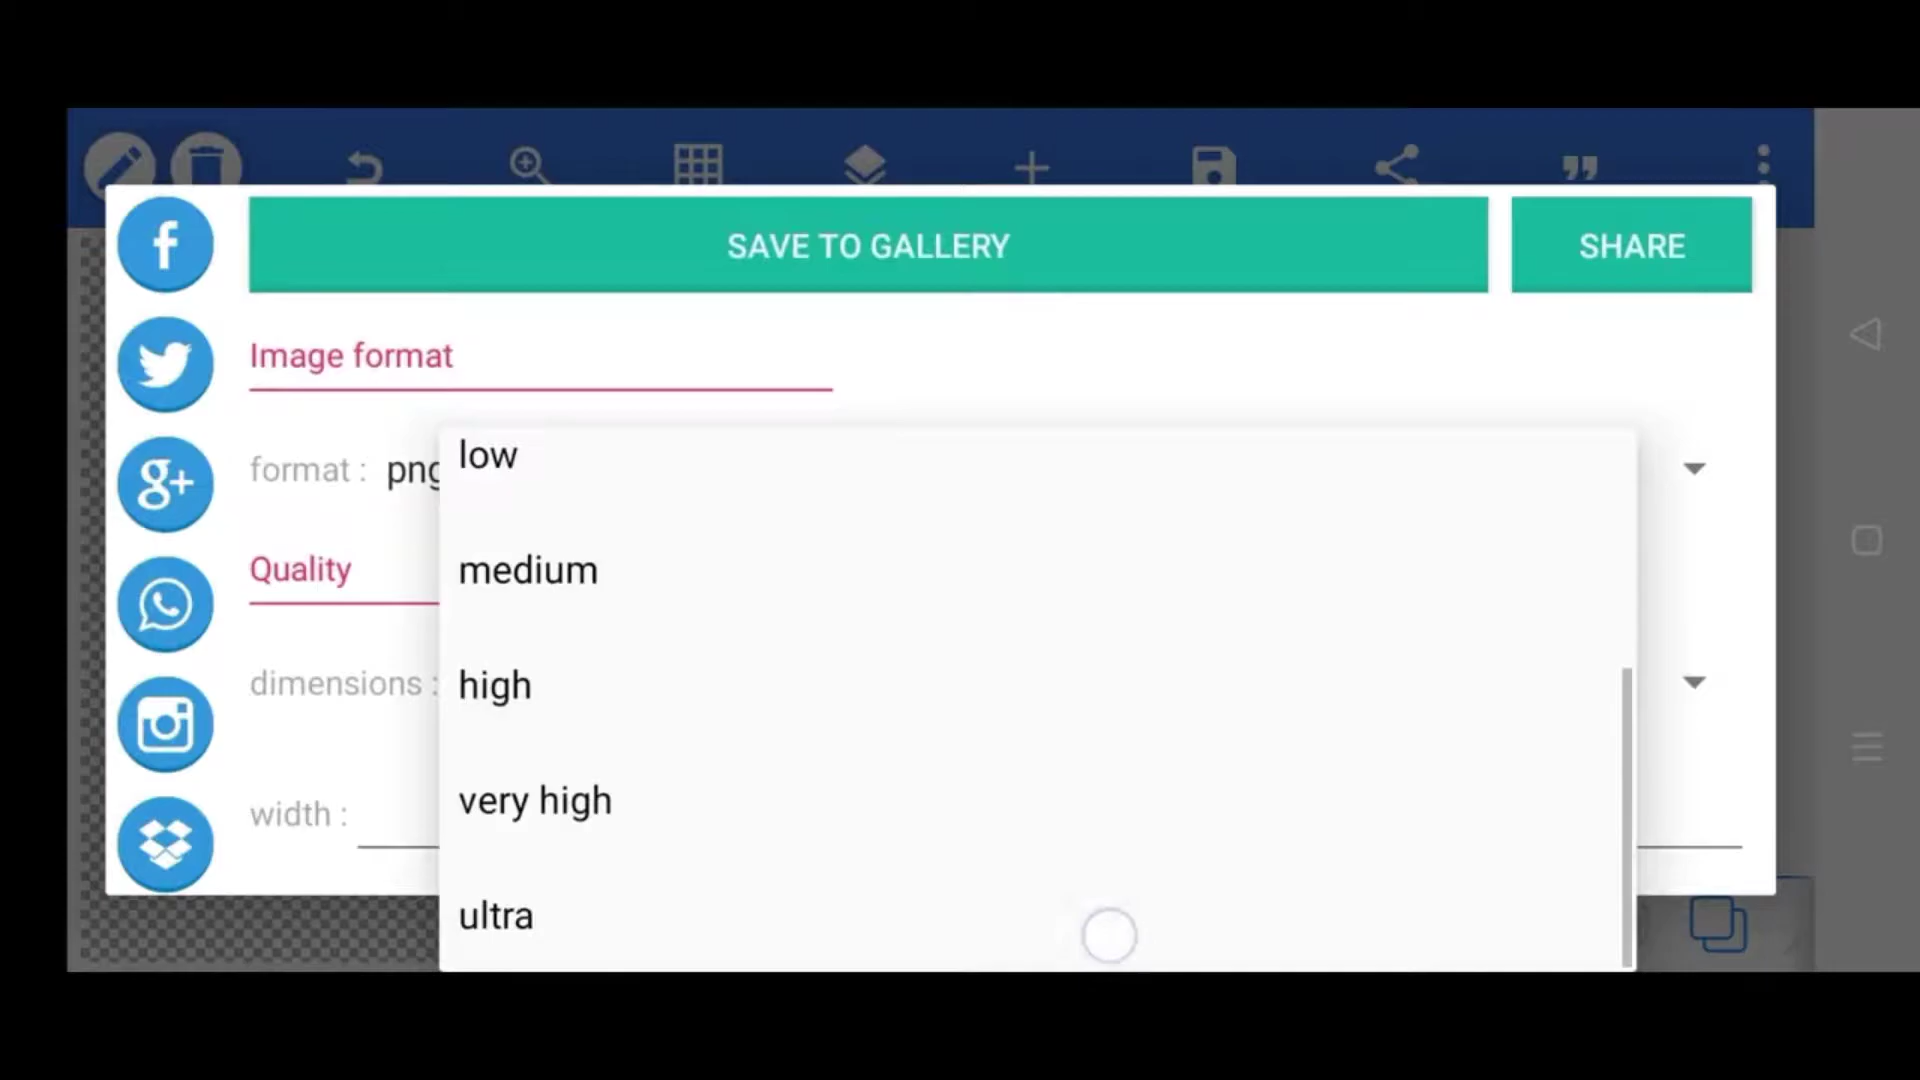 SAVE TO GALLERY
SHARE
Image format
format : png
low
medium
Quality
dimensions :
high
width :
very high
ultra